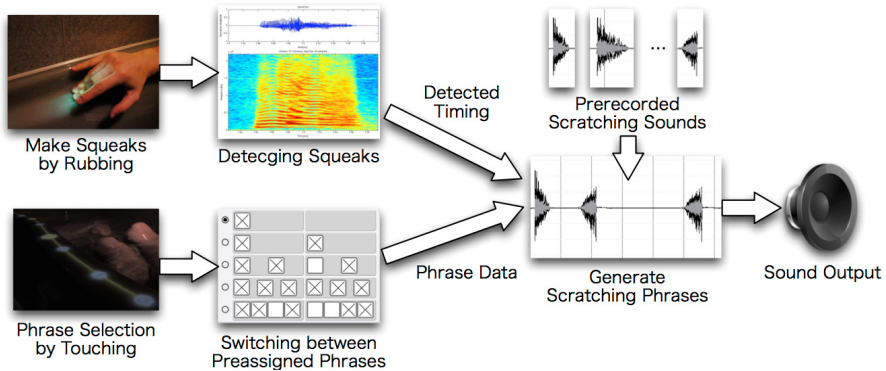 Make Squeaks
by Rubbing
Detecging Squeaks
Detected
Timing
Prerecorded
Scratching Sounds
...
Phrase Selection
by Touching
Switching between
Preassigned Phrases
Phrase Data
Generate
Scratching Phrases
Sound Output